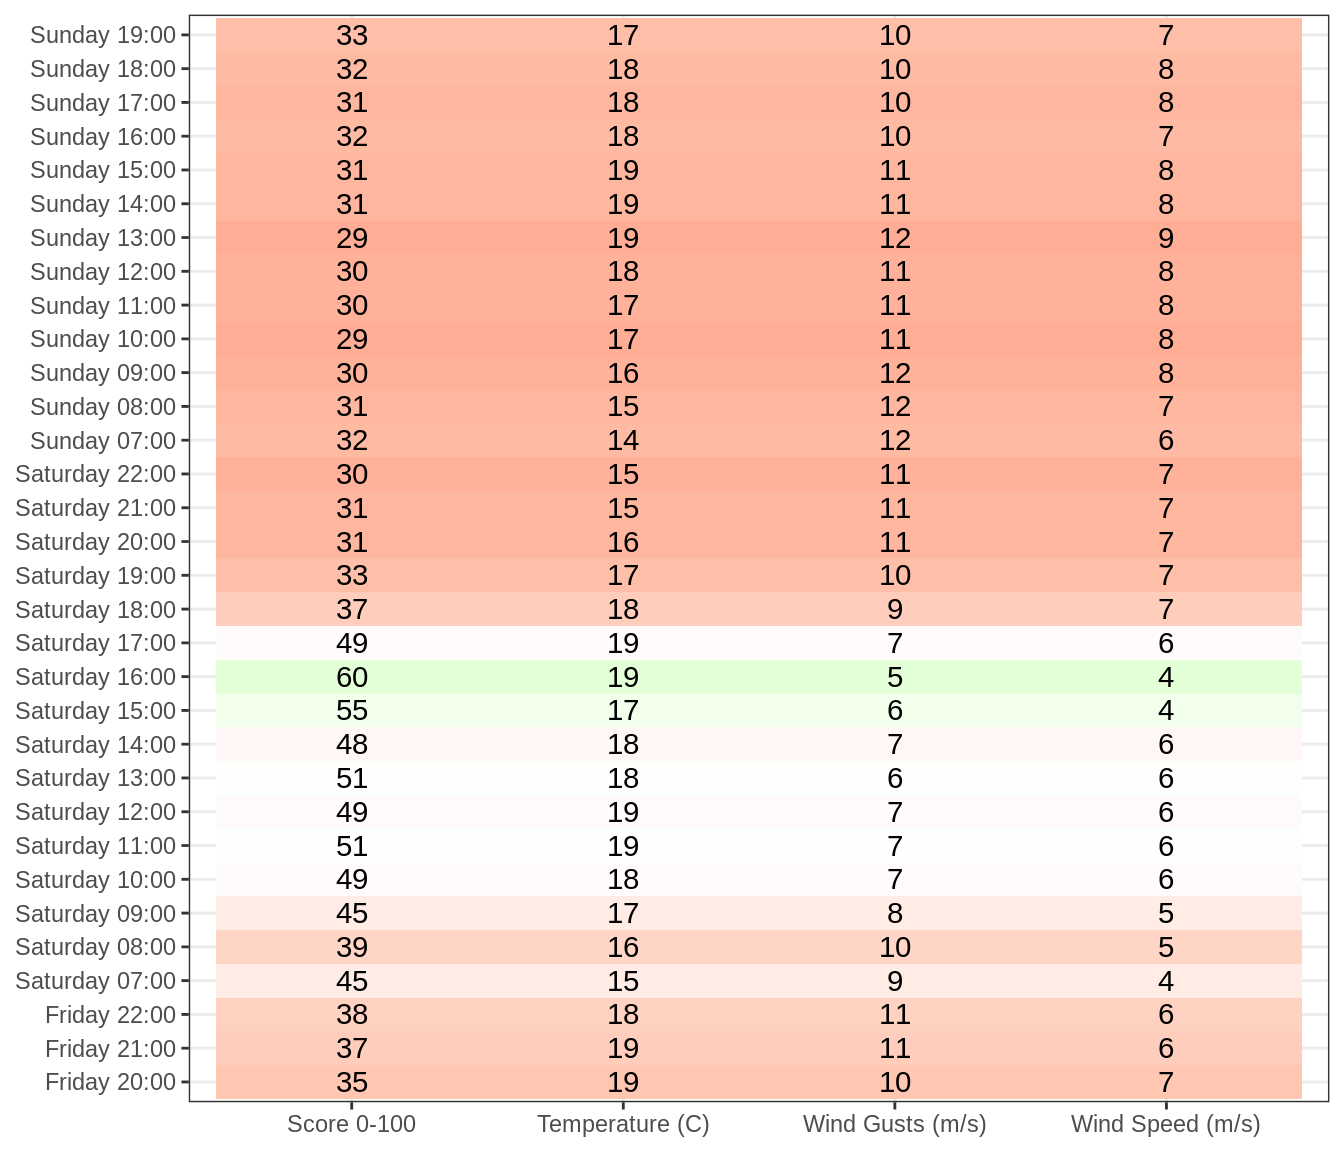 Sunday 19:00 33 17 10 7
Sunday 18:00 32 18 10 8
Sunday 17:00 31 18 10 8
Sunday 16:00 32 18 10 7
Sunday 15:00 31 19 11 8
Sunday 14:00 31 19 11 8
Sunday 13:00 29 19 12 9
Sunday 12:00 30 18 11 8
Sunday 11:00 30 17 11 8
Sunday 10:00 29 17 11 8
Sunday 09:00 30 16 12 8
Sunday 08:00 31 15 12 7
Sunday 07:00 32 14 12 6
Saturday 22:00 30 15 11 7
Saturday 21:00 31 15 11 7
Saturday 20:00 31 16 11 7
Saturday 19:00 33 17 10 7
Saturday 18:00 37 18 9 7
Saturday 17:00 49 19 7 6
Saturday 16:00 60 19 5 4
Saturday 15:00 55 17 6 4
Saturday 14:00 48 18 7 6
Saturday 13:00 51 18 6 6
Saturday 12:00 49 19 7 6
Saturday 11:00 51 19 7 6
Saturday 10:00 49 18 7 6
Saturday 09:00 45 17 8 5
Saturday 08:00 39 16 10 5
Saturday 07:00 45 15 9 4
Friday 22:00 38 18 11 6
Friday 21:00 37 19 11 6
Friday 20:00 35 19 10 7
Score 0-100 Temperature (C) Wind Gusts (m/s) Wind Speed (m/s)